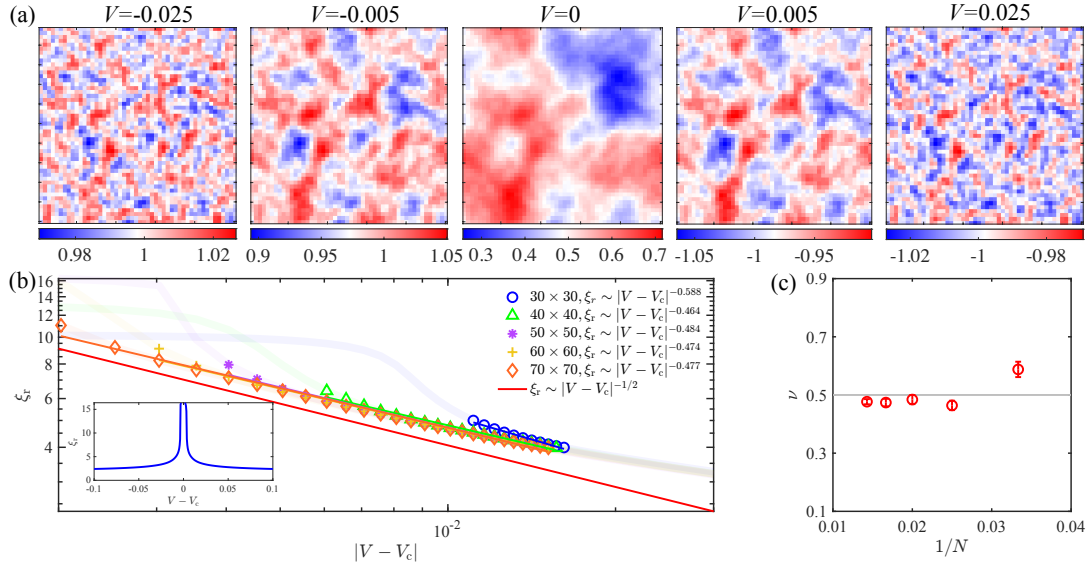 (a)
V=-0.025
V=-0.005
V=0
V=0.005
V=0.025
0.98 1 1.02
0.9 0.95 1 1.05
0.3 0.4 0.5 0.6 0.7
-1.05 -1 -0.95
-1.02 -1 -0.98
(b)
16
14
12
10
8
6
4
ξr
30 × 30, ξr ∼ |V − Vc|^−0.588
40 × 40, ξr ∼ |V − Vc|^−0.464
50 × 50, ξr ∼ |V − Vc|^−0.484
60 × 60, ξr ∼ |V − Vc|^−0.474
70 × 70, ξr ∼ |V − Vc|^−0.477
ξr ∼ |V − Vc|^−1/2
15
10
5
0
ξr
-0.1 -0.05 0 0.05 0.1
V − Vc
10^-2
|V − Vc|
(c)
0.9
0.7
0.5
0.3
0.1
ν
0.01 0.02 0.03 0.04
1/N